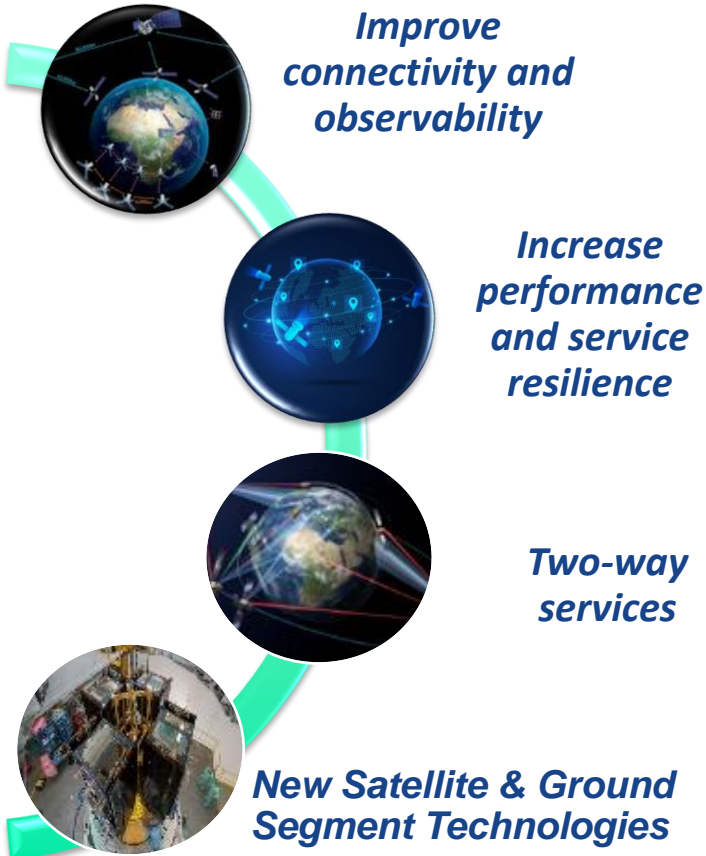 Improve
connectivity and
observability
Increase
performance
and service
resilience
Two-way
services
New Satellite & Ground
Segment Technologies